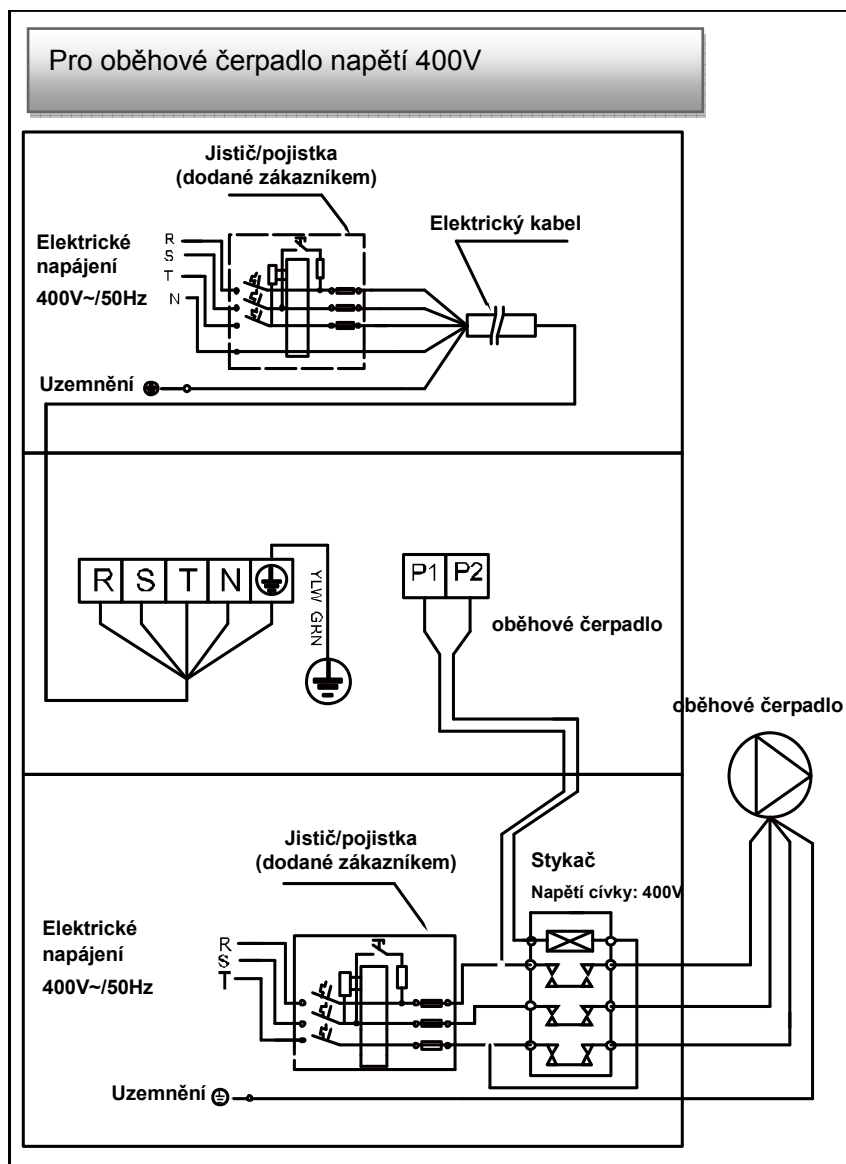 Pro oběhové čerpadlo napětí 400V
Jistič/pojistka
(dodané zákazníkem)
Elektrický kabel
Elektrické
napájení
400V~/50Hz
R
S
T
N
Uzemnění
R S T N
YLW GRN
P1 P2
oběhové čerpadlo
oběhové čerpadlo
Jistič/pojistka
(dodané zákazníkem)
Stykač
Napětí cívky: 400V
Elektrické
napájení
400V~/50Hz
R
S
T
Uzemnění